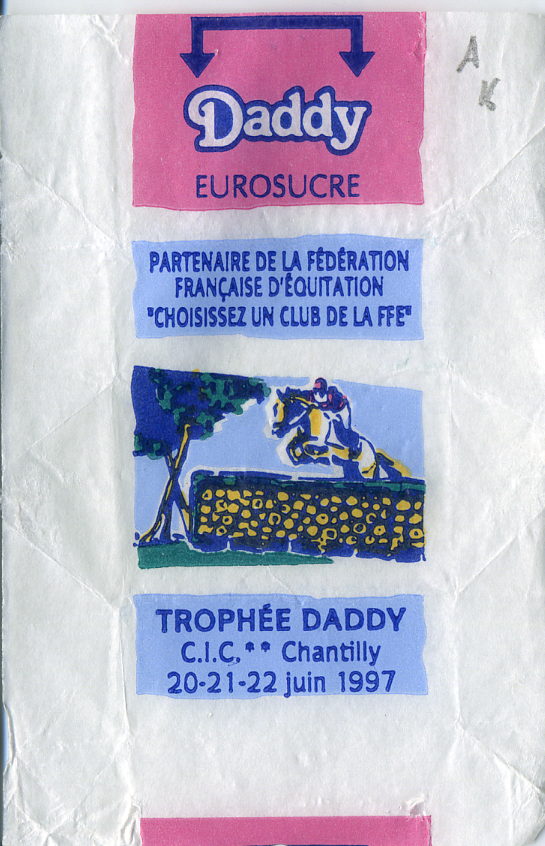 A
K
Daddy
EUROSUCRE
PARTENAIRE DE LA FÉDÉRATION
FRANÇAISE D'ÉQUITATION
"CHOISISSEZ UN CLUB DE LA FFE"
TROPHÉE DADDY
C.I.C.** Chantilly
20-21-22 juin 1997